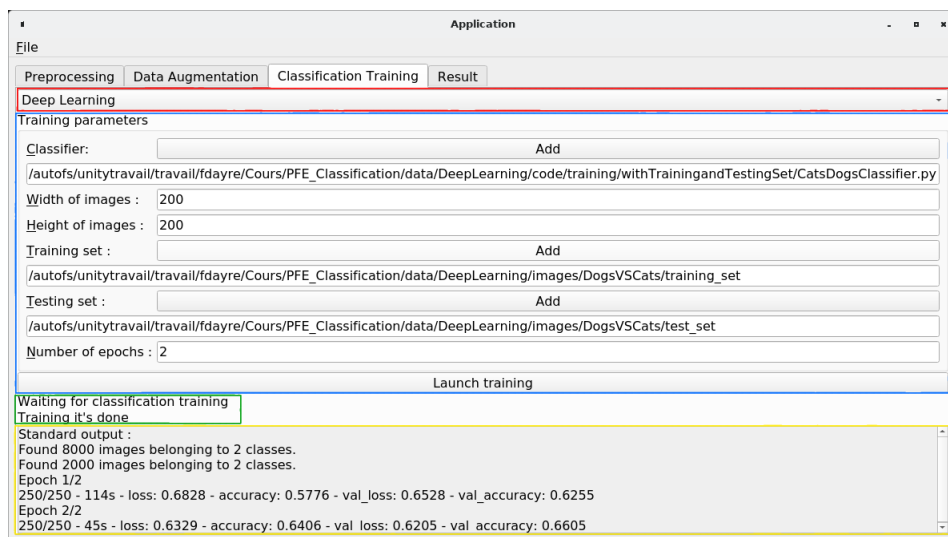 Application
File
Preprocessing Data Augmentation Classification Training Result
Deep Learning
Training parameters
Classifier: Add
/autofs/unitytravail/travail/fdayre/Cours/PFE_Classification/data/DeepLearning/code/training/withTrainingandTestingSet/CatsDogsClassifier.py
Width of images : 200
Height of images : 200
Training set : Add
/autofs/unitytravail/travail/fdayre/Cours/PFE_Classification/data/DeepLearning/images/DogsVSCats/training_set
Testing set : Add
/autofs/unitytravail/travail/fdayre/Cours/PFE_Classification/data/DeepLearning/images/DogsVSCats/test_set
Number of epochs : 2
Launch training
Waiting for classification training
Training it's done
Standard output :
Found 8000 images belonging to 2 classes.
Found 2000 images belonging to 2 classes.
Epoch 1/2
250/250 - 114s - loss: 0.6828 - accuracy: 0.5776 - val_loss: 0.6528 - val_accuracy: 0.6255
Epoch 2/2
250/250 - 45s - loss: 0.6329 - accuracy: 0.6406 - val_loss: 0.6205 - val_accuracy: 0.6605